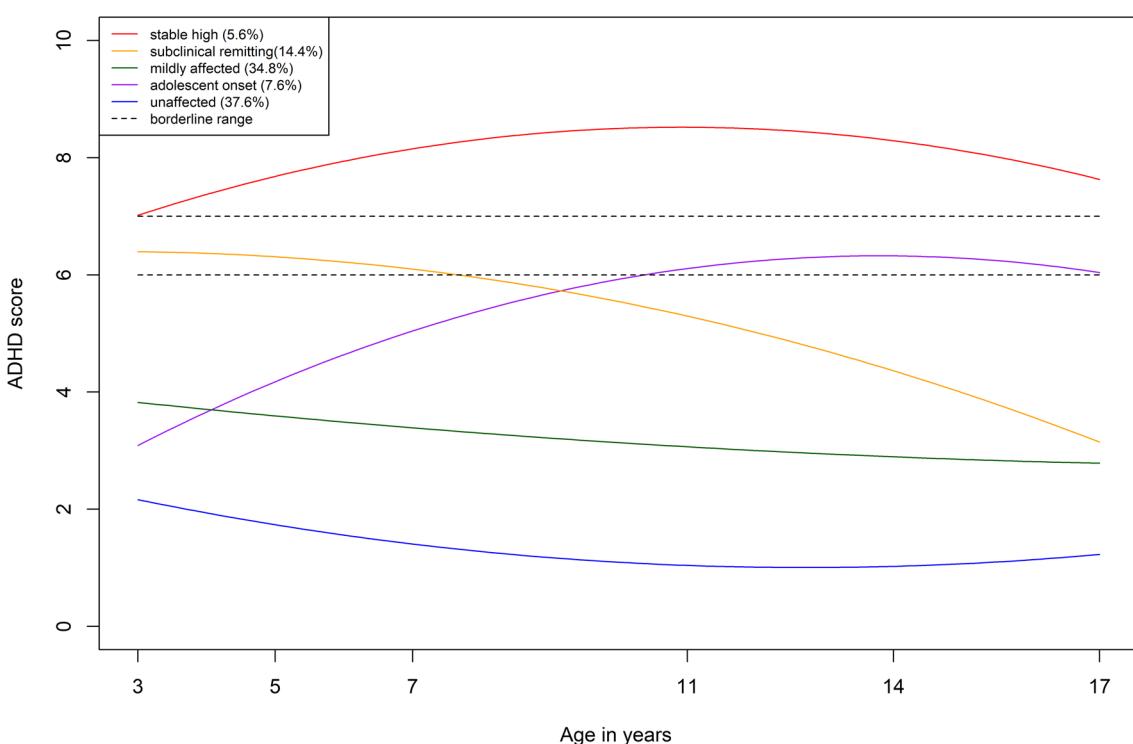 stable high (5.6%)
subclinical remitting(14.4%)
mildly affected (34.8%)
adolescent onset (7.6%)
unaffected (37.6%)
borderline range
ADHD score
10
8
6
4
2
0
3 5 7 11 14 17
Age in years